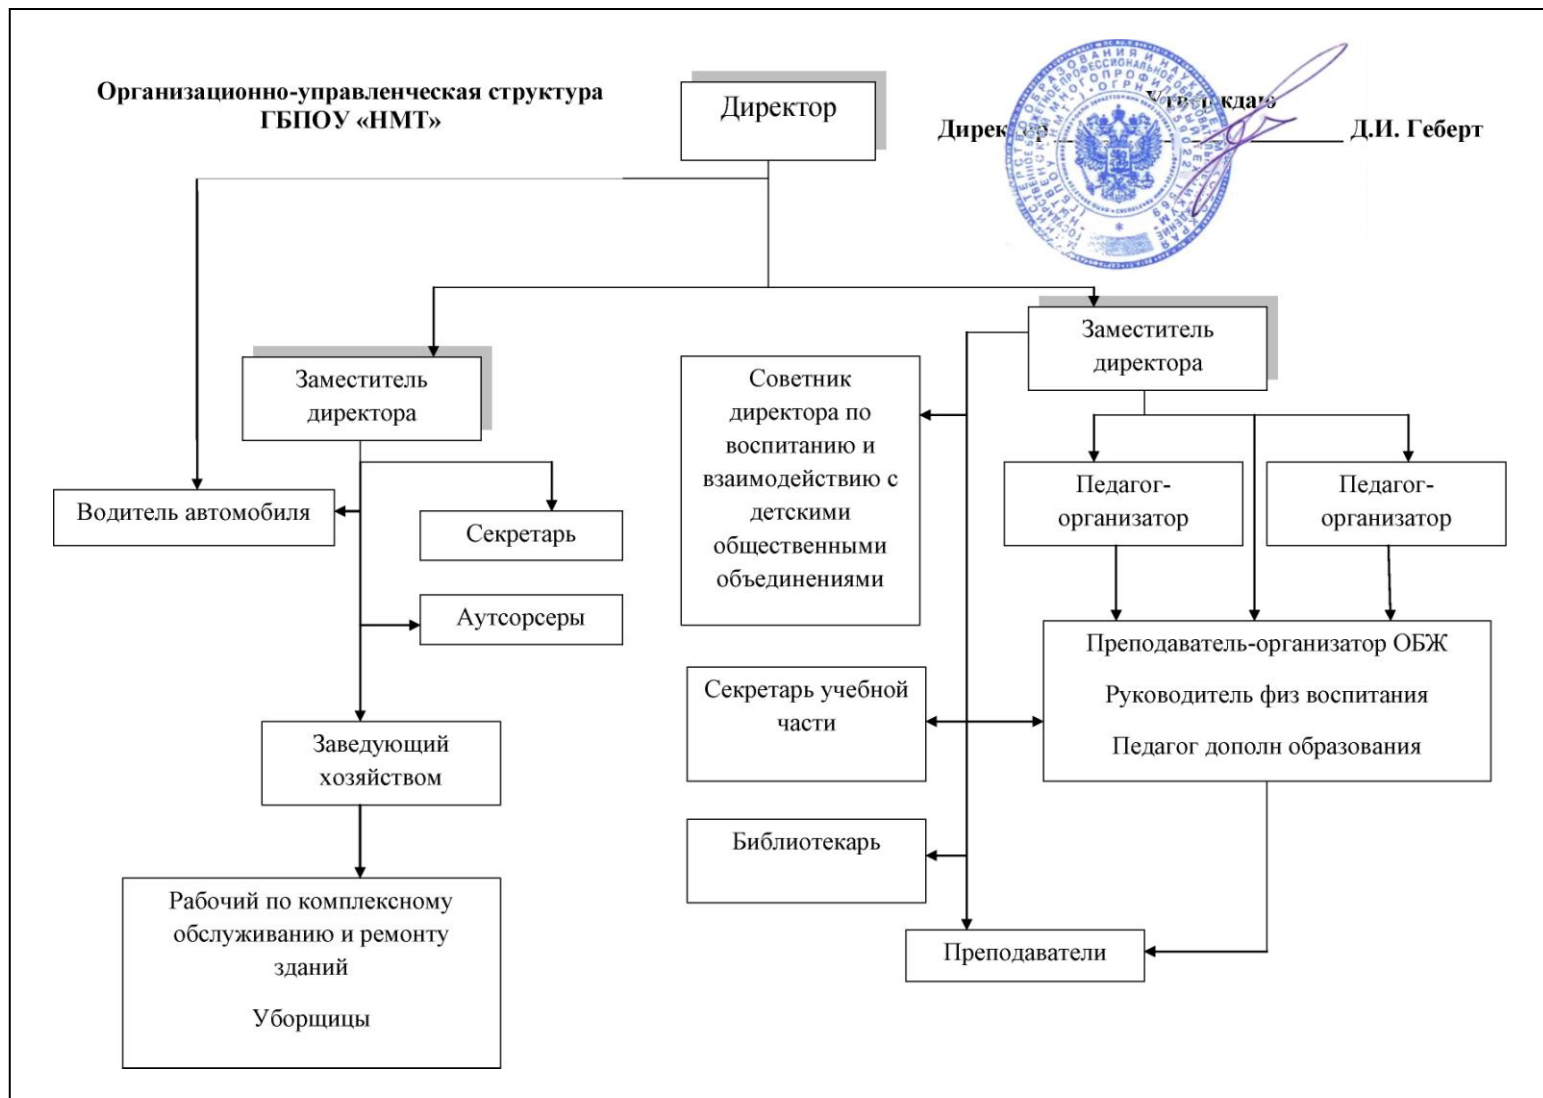 Организационно-управленческая структура
ГБПОУ «НМТ»
Директор
Утверждаю
Директор
Д.И. Геберт
Заместитель
директора
Заместитель
директора
Советник
директора по
воспитанию и
взаимодействию с
детскими
общественными
объединениями
Педагог-
организатор
Педагог-
организатор
Водитель автомобиля
Секретарь
Аутсорсеры
Преподаватель-организатор ОБЖ
Руководитель физ воспитания
Педагог дополн образования
Секретарь учебной
части
Заведующий
хозяйством
Библиотекарь
Рабочий по комплексному
обслуживанию и ремонту
зданий
Уборщицы
Преподаватели